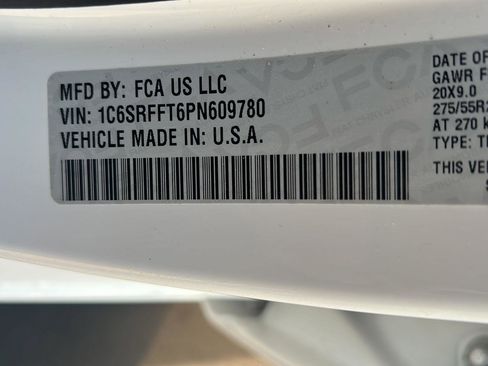 MFD BY: FCA US LLC
VIN: 1C6SRFFT6PN609780
VEHICLE MADE IN: U.S.A.
DATE OF
GAWR F
20X9.0
275/55R2
AT 270 k
TYPE: T
THIS VE